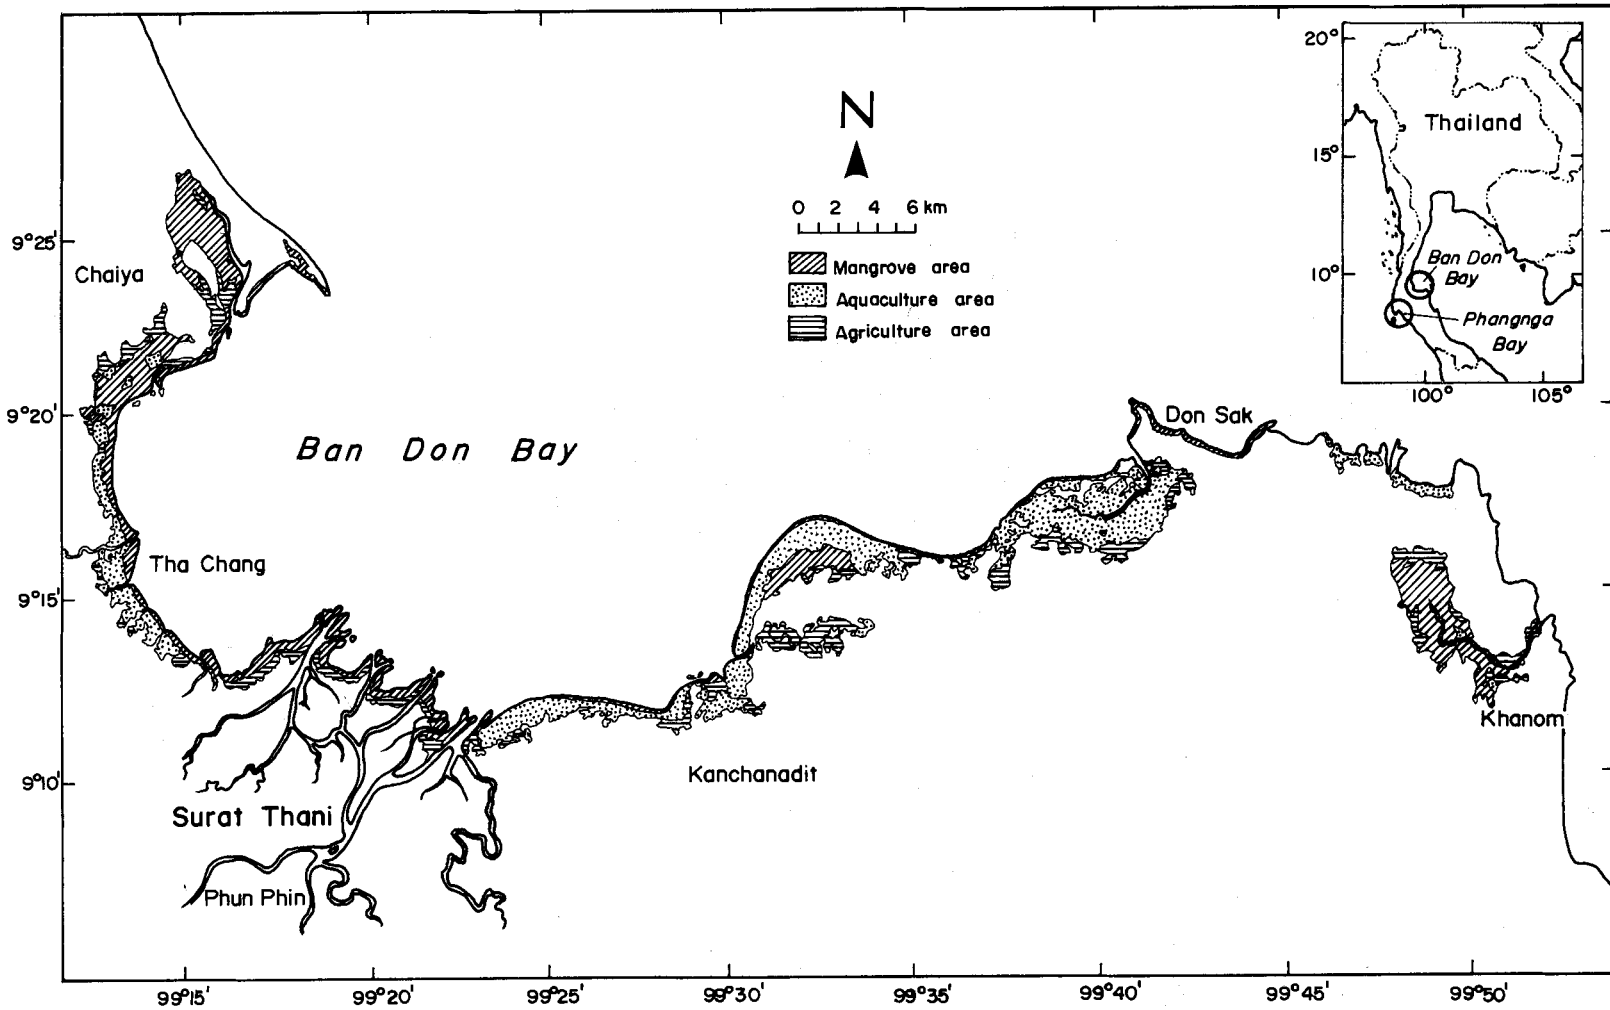 20°
N
Thailand
15°
0 2 4 6 km
9°25'
Chaiya
Mangrove area
Ban Don
Bay
10°
Aquaculture area
Phangnga
Bay
Agriculture area
100° 105°
9°20'
Don Sak
Ban Don Bay
Tha Chang
9°15'
Khanom
Kanchanadit
9°10'
Surat Thani
Phun Phin
99°15' 99°20' 99°25' 99°30' 99°35' 99°40' 99°45' 99°50'